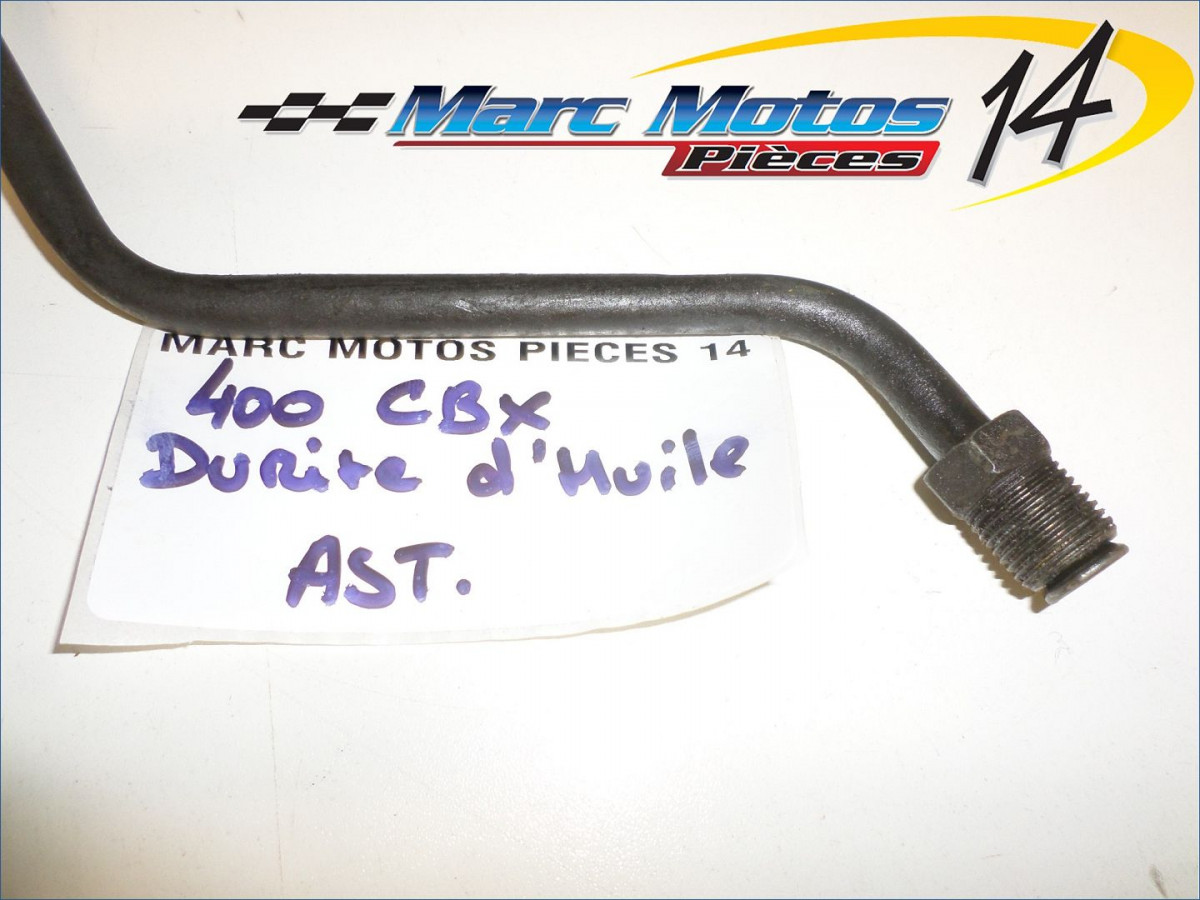 Marc Motos 14
Pièces
MARC MOTOS PIECES 14
400 CBX
Durite d'Huile
AST.